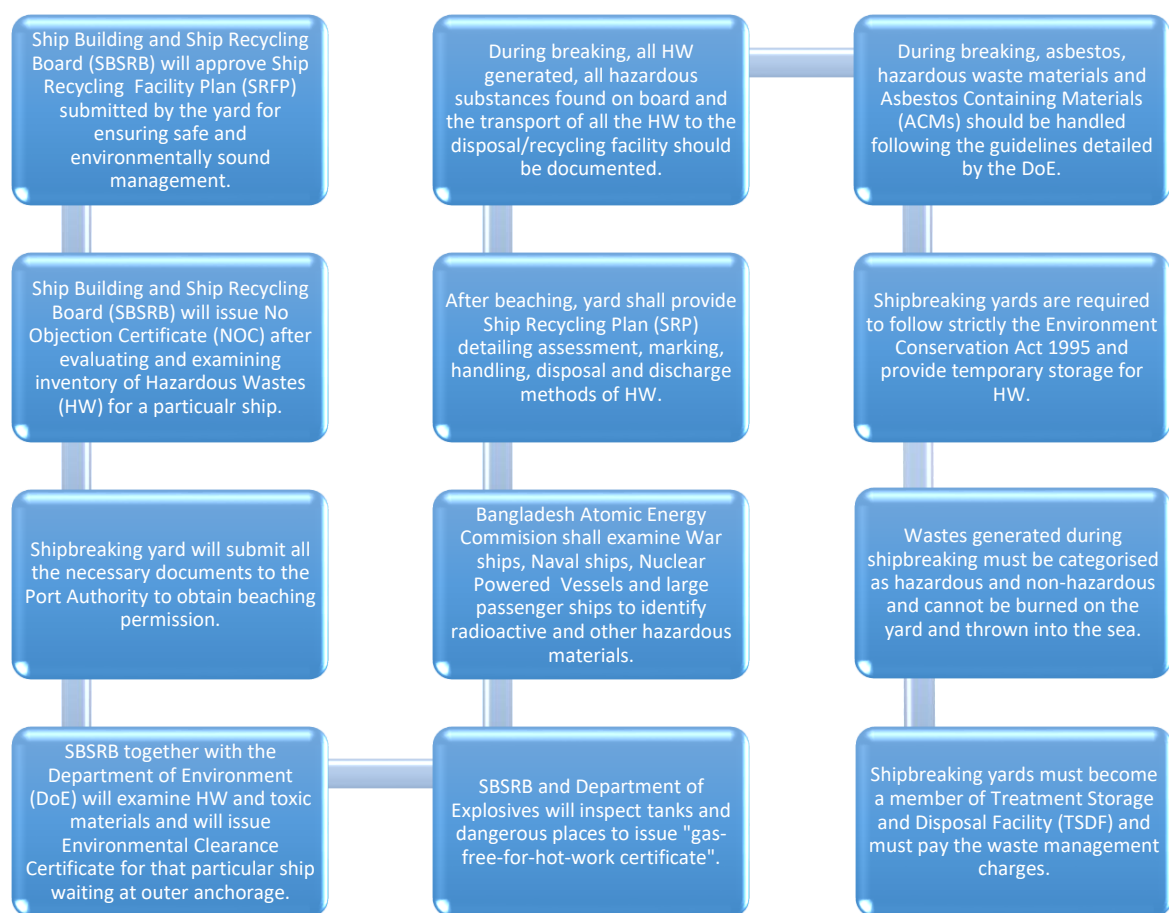 Ship Building and Ship Recycling
Board (SBSRB) will approve Ship
Recycling Facility Plan (SRFP)
submitted by the yard for
ensuring safe and
environmentally sound
management.
Ship Building and Ship Recycling
Board (SBSRB) will issue No
Objection Certificate (NOC) after
evaluating and examining
inventory of Hazardous Wastes
(HW) for a particualr ship.
Shipbreaking yard will submit all
the necessary documents to the
Port Authority to obtain beaching
permission.
SBSRB together with the
Department of Environment
(DoE) will examine HW and toxic
materials and will issue
Environmental Clearance
Certificate for that particular ship
waiting at outer anchorage.
SBSRB and Department of
Explosives will inspect tanks and
dangerous places to issue "gas-
free-for-hot-work certificate".
Bangladesh Atomic Energy
Commision shall examine War
ships, Naval ships, Nuclear
Powered Vessels and large
passenger ships to identify
radioactive and other hazardous
materials.
After beaching, yard shall provide
Ship Recycling Plan (SRP)
detailing assessment, marking,
handling, disposal and discharge
methods of HW.
During breaking, all HW
generated, all hazardous
substances found on board and
the transport of all the HW to the
disposal/recycling facility should
be documented.
During breaking, asbestos,
hazardous waste materials and
Asbestos Containing Materials
(ACMs) should be handled
following the guidelines detailed
by the DoE.
Shipbreaking yards are required
to follow strictly the Environment
Conservation Act 1995 and
provide temporary storage for
HW.
Wastes generated during
shipbreaking must be categorised
as hazardous and non-hazardous
and cannot be burned on the
yard and thrown into the sea.
Shipbreaking yards must become
a member of Treatment Storage
and Disposal Facility (TSDF) and
must pay the waste management
charges.